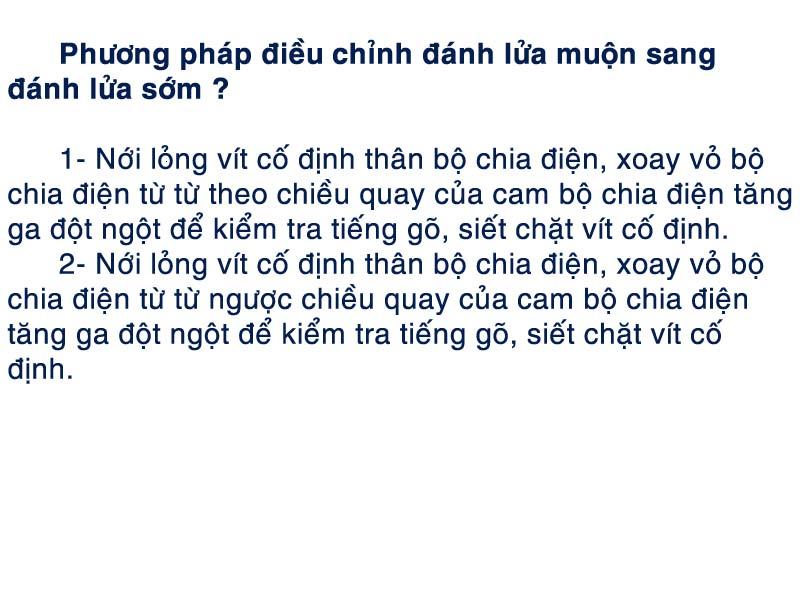 Phương pháp điều chỉnh đánh lửa muộn sang
đánh lửa sớm ?
1- Nới lỏng vít cố định thân bộ chia điện, xoay vỏ bộ
chia điện từ từ theo chiều quay của cam bộ chia điện tăng
ga đột ngột để kiểm tra tiếng gõ, siết chặt vít cố định.
2- Nới lỏng vít cố định thân bộ chia điện, xoay vỏ bộ
chia điện từ từ ngược chiều quay của cam bộ chia điện
tăng ga đột ngột để kiểm tra tiếng gõ, siết chặt vít cố
định.